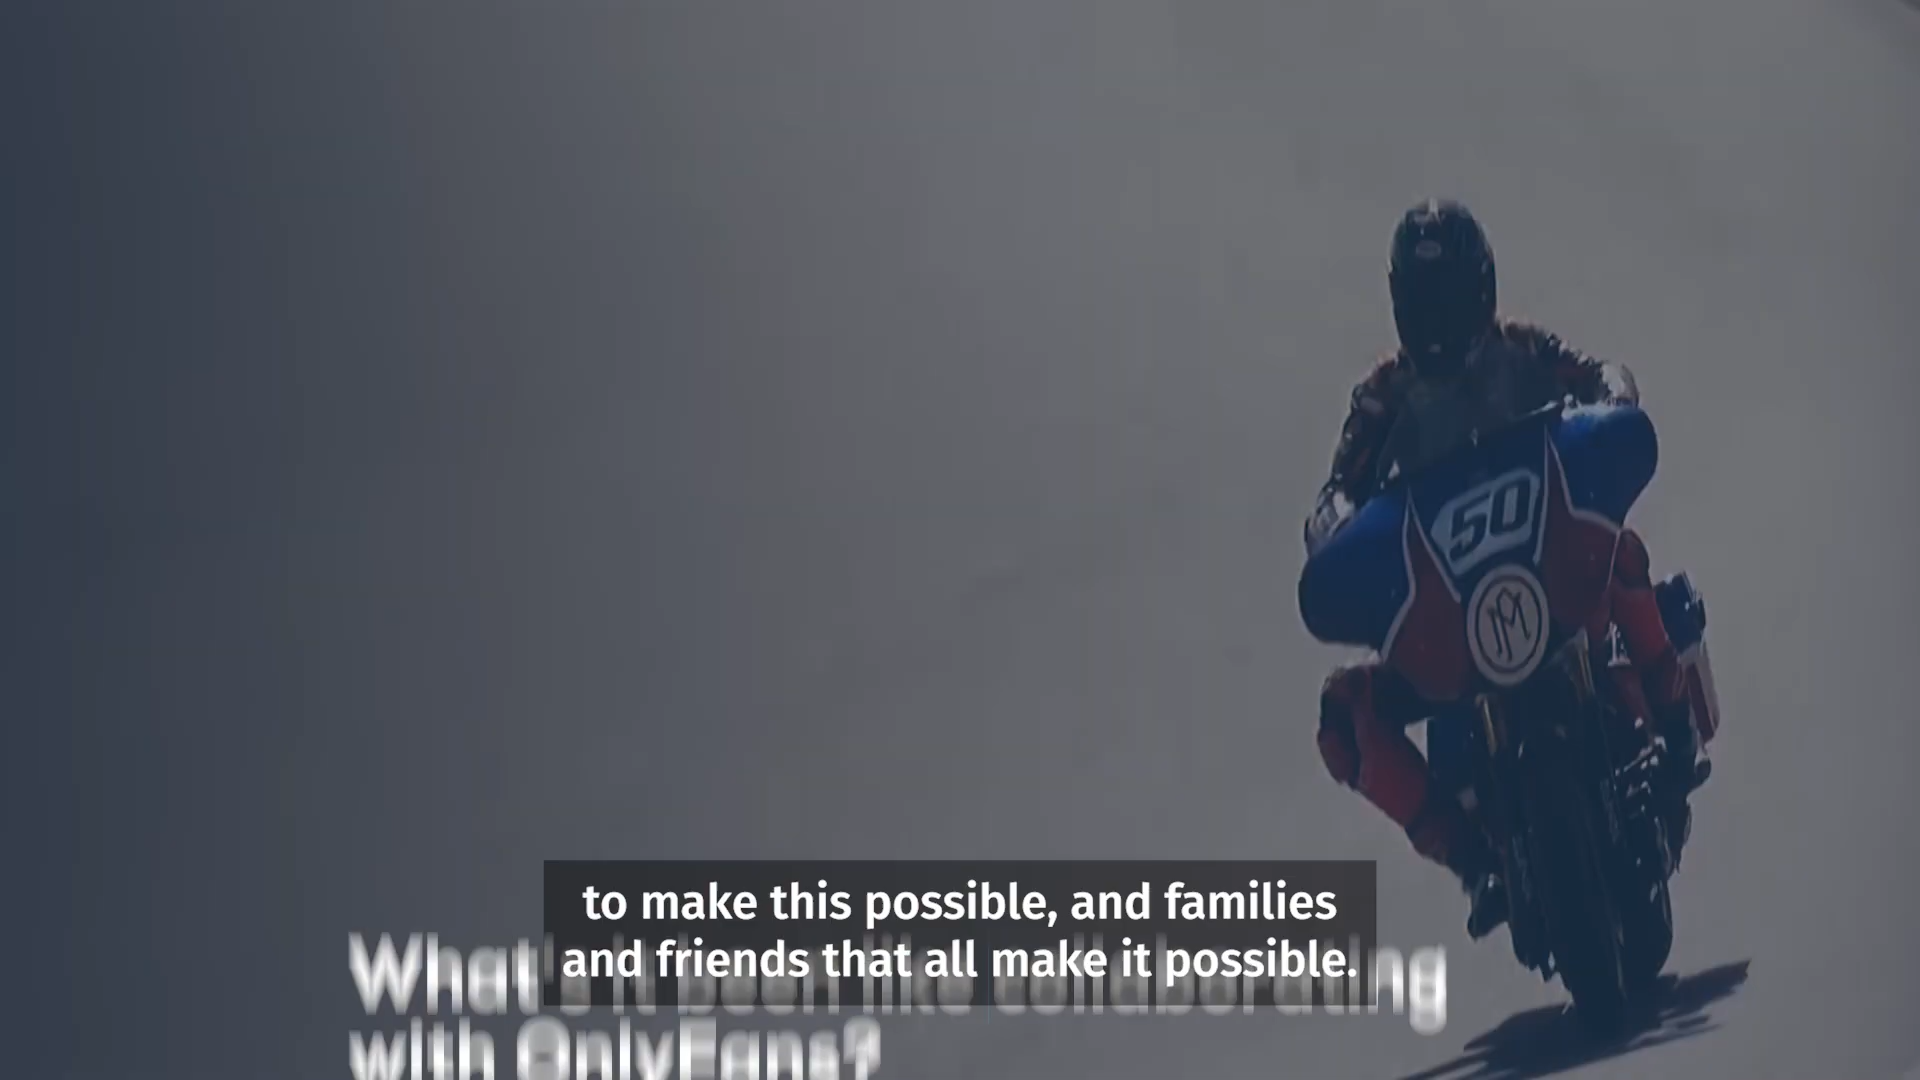 50
to make this possible, and families
and friends that all make it possible.
What's it been like collaborating
with OnlyFans?